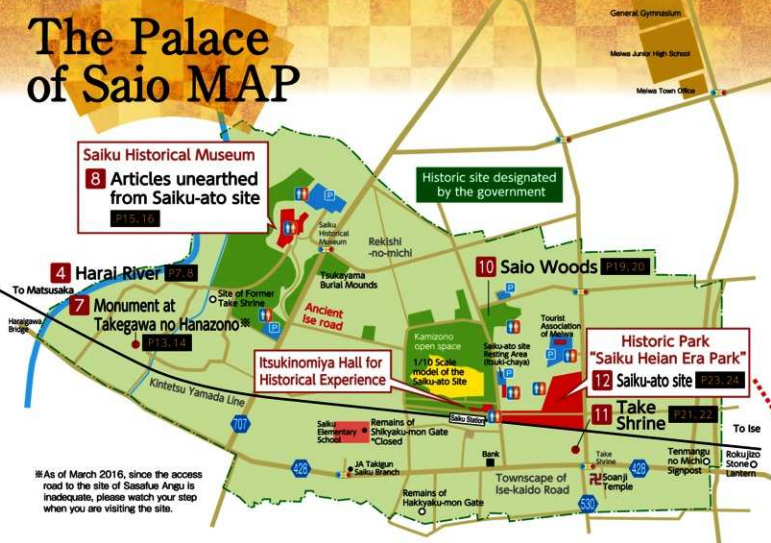 The Palace
of Saio MAP
General Gymnasium
Meiwa Junior High School
Meiwa Town Office
Saiku Historical Museum
8 Articles unearthed
from Saiku-ato site
P15.16
Historic site designated
by the government
P
Saiku
Historical
Museum
Rekishi
-no-michi
4 Harai River P7.8
To Matsusaka
7 Monument at
Takegawa no Hanazono※
P13.14
Haraigawa
Bridge
Site of Former
Take Shrine
P
Tsukayama
Burial Mounds
Ancient
Ise road
10 Saio Woods P19.20
P
Tourist
Association
of Meiwa
P
Kamizono
open space
1/10 Scale
model of the
Saiku-ato Site
Saiku-ato site
Resting Area
(Itsuki-chaya)
P
Itsukinomiya Hall for
Historical Experience
Historic Park
"Saiku Heian Era Park"
12 Saiku-ato site P23.24
11 Take
Shrine
P21.22
Kintetsu Yamada Line
Saiku Station
To Ise
707
Saiku
Elementary
School
Remains of
Shikyaku-mon Gate
*Closed
428
JA Takigun
Saiku Branch
Bank
Take
Shrine
428
Tenmangu
no Michi
Signpost
Rokujizo
Stone
Lantern
Townscape of
Ise-kaido Road
卍Soanji
Temple
530
Remains of
Hakkyaku-mon Gate
※As of March 2016, since the access
road to the site of Sasafue Angu is
inadequate, please watch your step
when you are visiting the site.